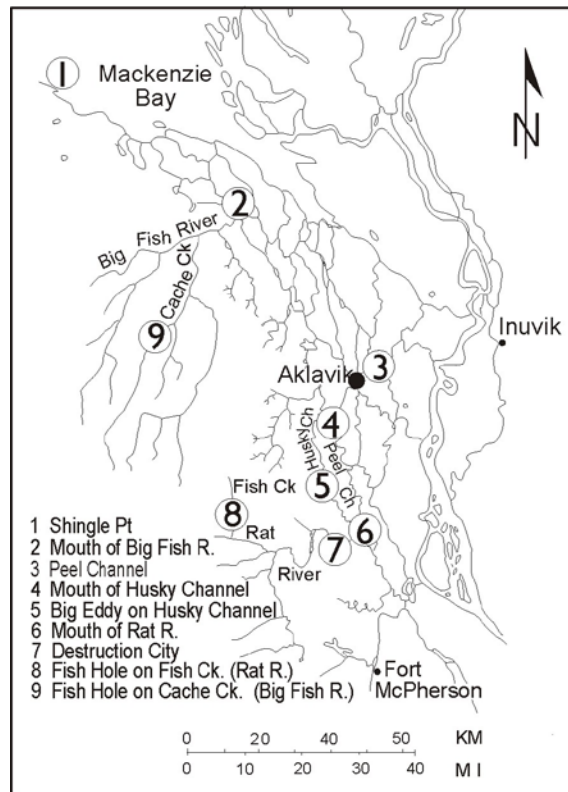 1
Mackenzie
Bay
N
2
Big Fish River
Cache Ck
9
Inuvik
Aklavik
3
4
Husky Ch
Peel Ch
5
Fish Ck
8
Rat
River
7
6
1 Shingle Pt
2 Mouth of Big Fish R.
3 Peel Channel
4 Mouth of Husky Channel
5 Big Eddy on Husky Channel
6 Mouth of Rat R.
7 Destruction City
8 Fish Hole on Fish Ck. (Rat R.)
9 Fish Hole on Cache Ck. (Big Fish R.)
Fort
McPherson
0 20 40 50 KM
0 10 20 30 40 MI